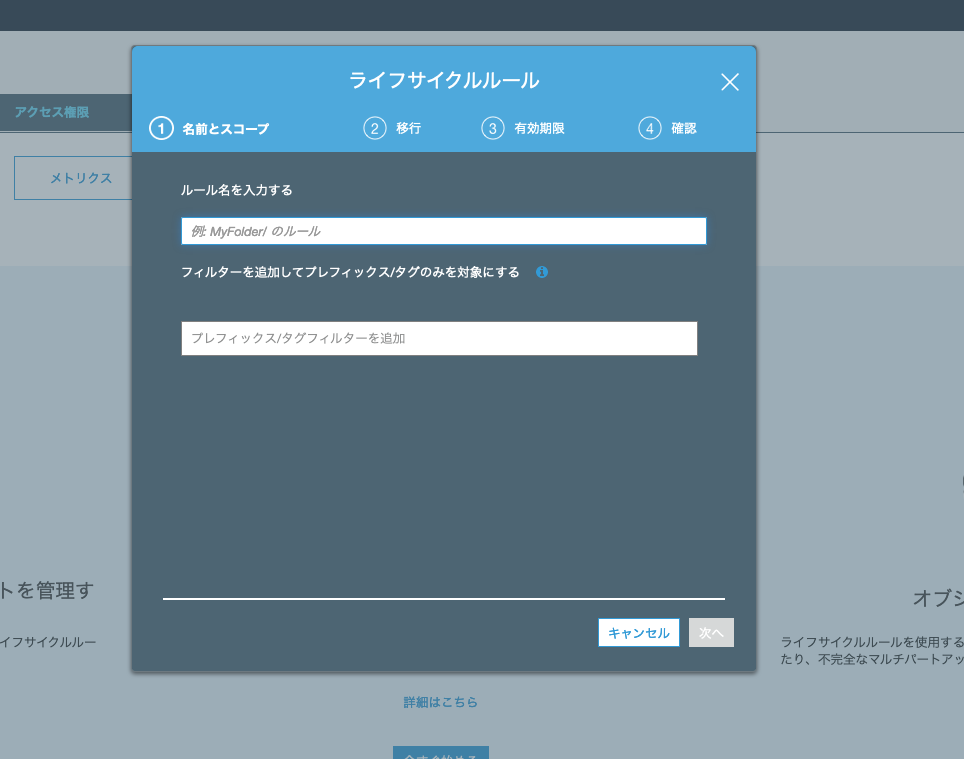 アクセス権限
メトリクス
ライフサイクルルール
1 名前とスコープ
2 移行
3 有効期限
4 確認
ルール名を入力する
例: MyFolder/ のルール
フィルターを追加してプレフィックス/タグのみを対象にする
プレフィックス/タグフィルターを追加
キャンセル
次へ
トを管理す
イフサイクルルー
オブジ
ライフサイクルルールを使用する
たり、不完全なマルチパートアッ
詳細はこちら
今すぐ始める